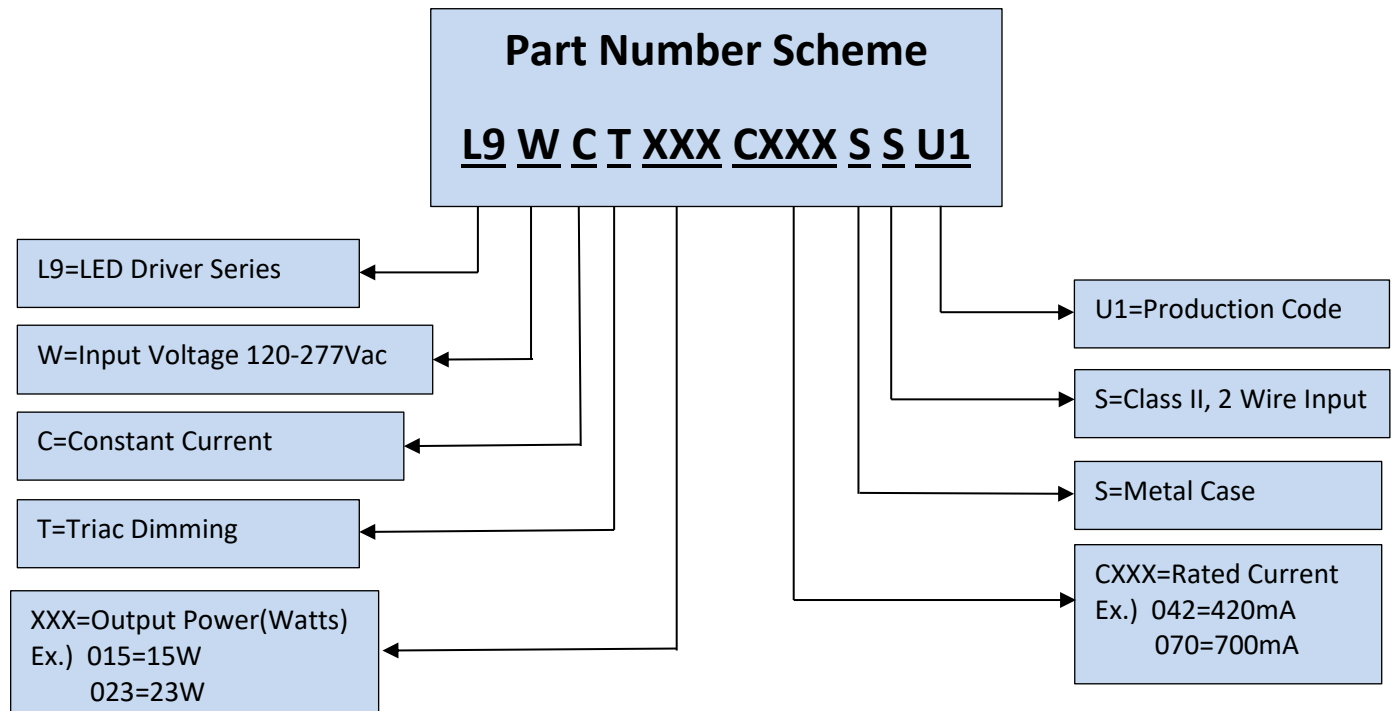 Part Number Scheme
L9 W C T XXX CXXX S S U1
L9=LED Driver Series
W=Input Voltage 120-277Vac
C=Constant Current
T=Triac Dimming
XXX=Output Power(Watts)
Ex.) 015=15W
023=23W
U1=Production Code
S=Class II, 2 Wire Input
S=Metal Case
CXXX=Rated Current
Ex.) 042=420mA
070=700mA